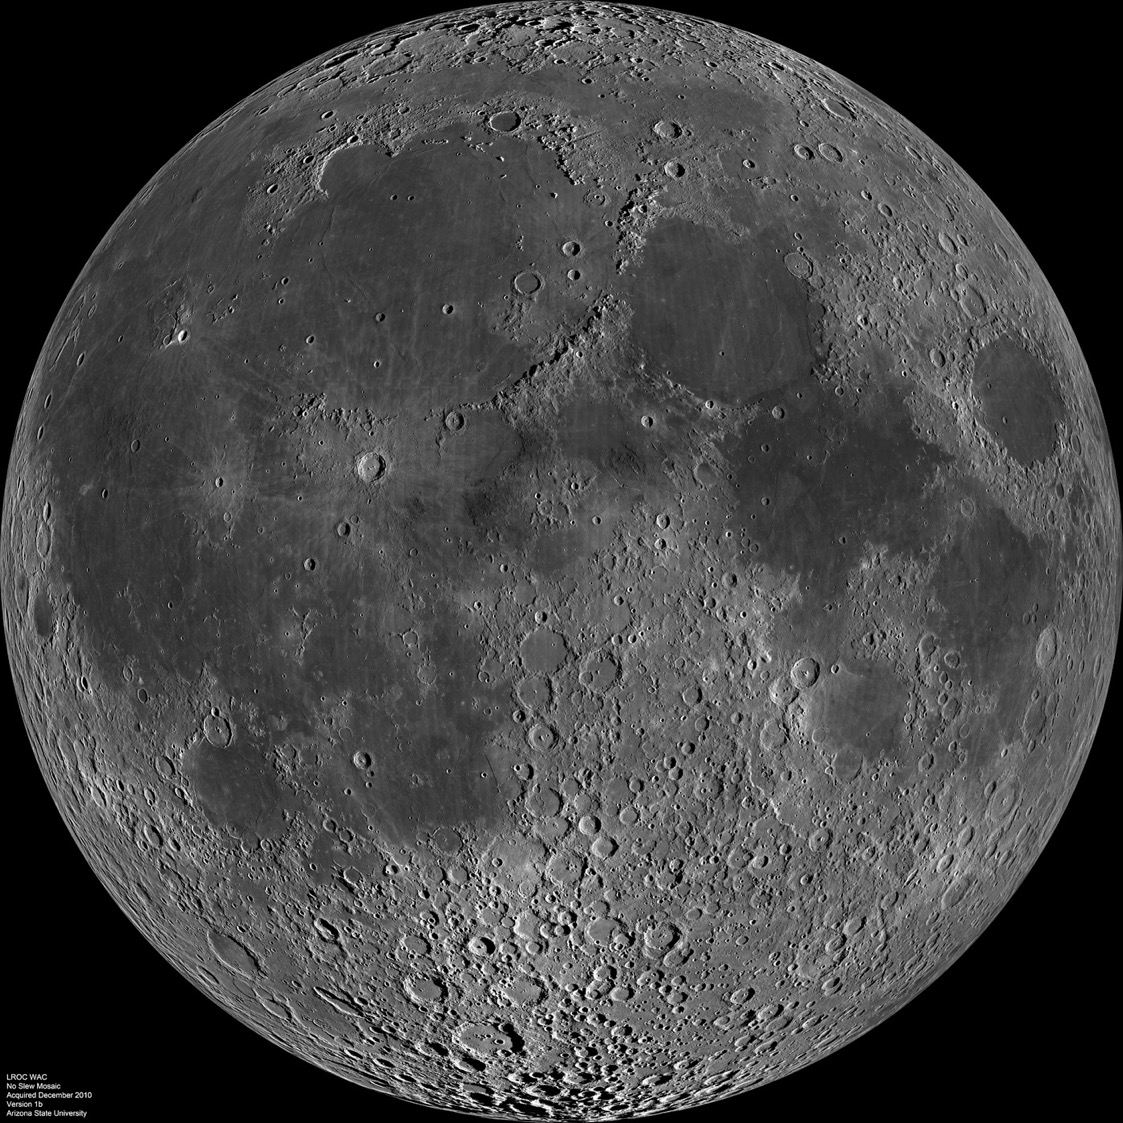 LROC WAC
No Slew Mosaic
Acquired December 2010
Version 1b
Arizona State University